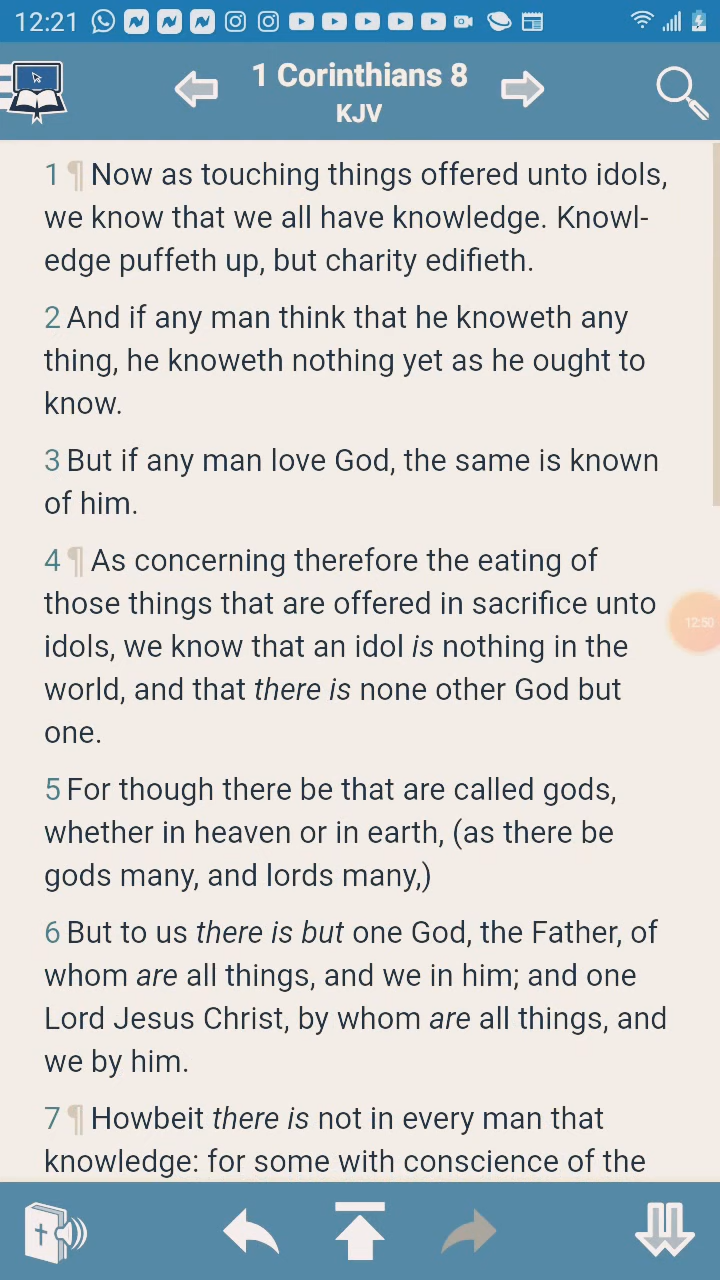 12:21
1 Corinthians 8
KJV
1 ¶ Now as touching things offered unto idols,
we know that we all have knowledge. Knowl-
edge puffeth up, but charity edifieth.
2 And if any man think that he knoweth any
thing, he knoweth nothing yet as he ought to
know.
3 But if any man love God, the same is known
of him.
4 ¶ As concerning therefore the eating of
those things that are offered in sacrifice unto
idols, we know that an idol is nothing in the
world, and that there is none other God but
one.
5 For though there be that are called gods,
whether in heaven or in earth, (as there be
gods many, and lords many,)
6 But to us there is but one God, the Father, of
whom are all things, and we in him; and one
Lord Jesus Christ, by whom are all things, and
we by him.
7 ¶ Howbeit there is not in every man that
knowledge: for some with conscience of the
12:50